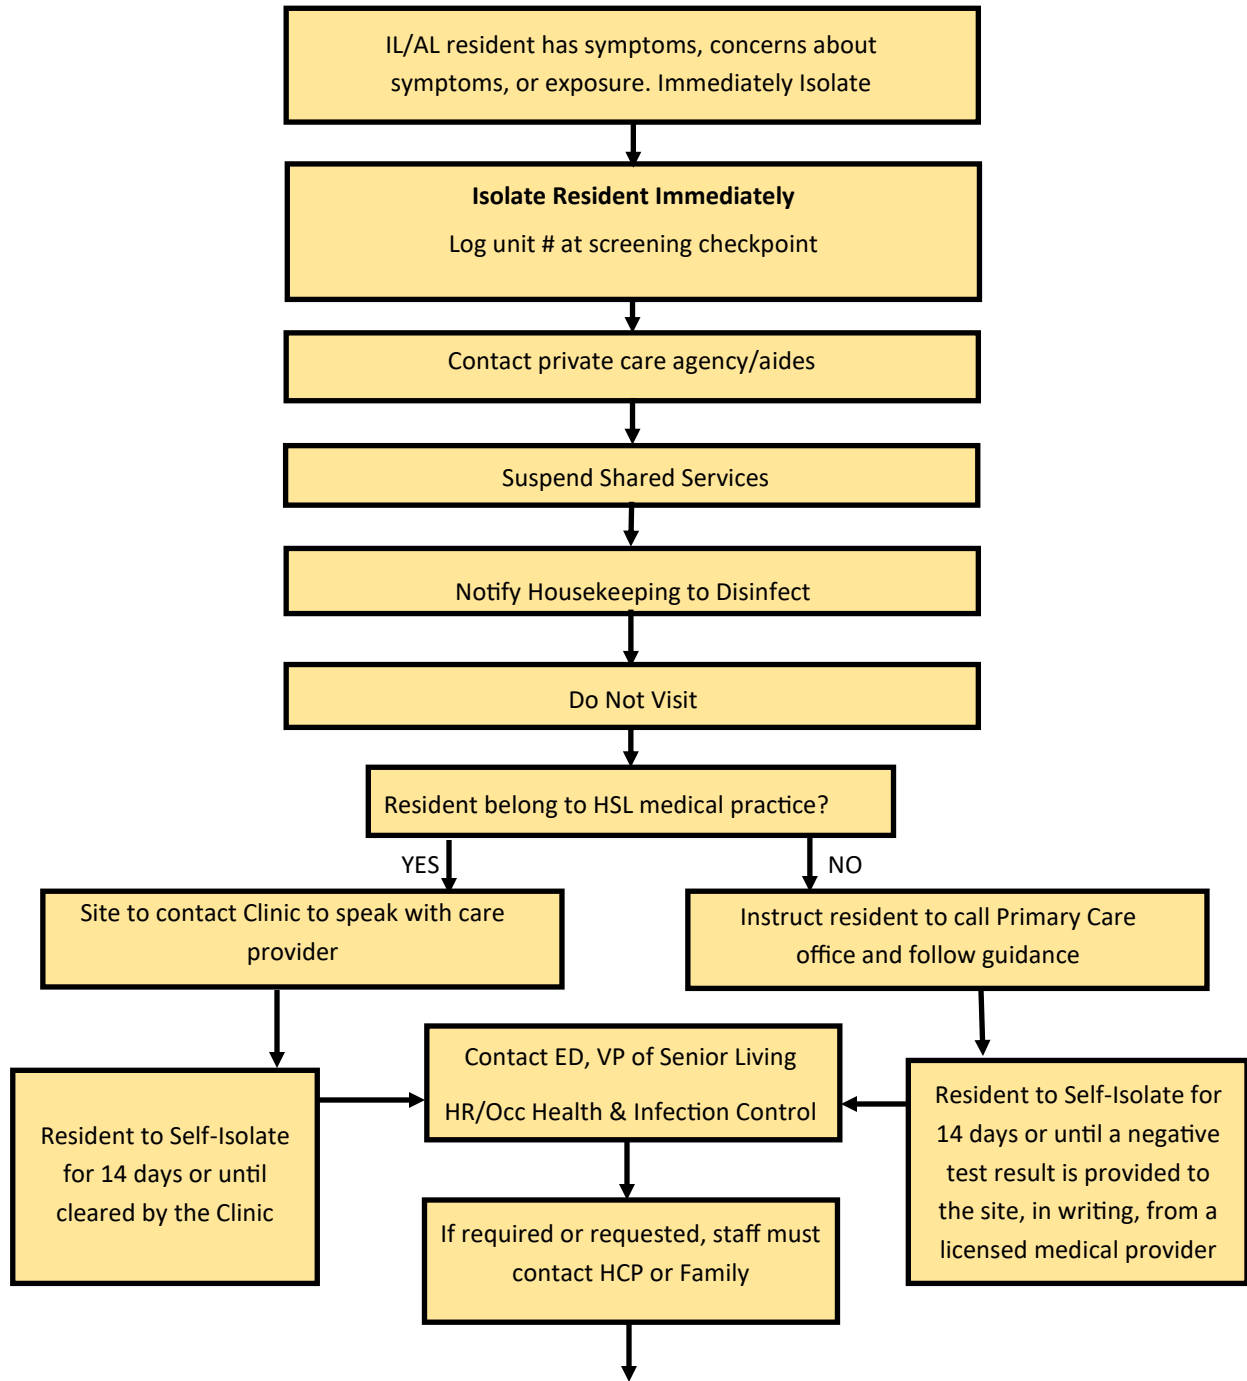 IL/AL resident has symptoms, concerns about
symptoms, or exposure. Immediately Isolate
Isolate Resident Immediately
Log unit # at screening checkpoint
Contact private care agency/aides
Suspend Shared Services
Notify Housekeeping to Disinfect
Do Not Visit
Resident belong to HSL medical practice?
YES
NO
Site to contact Clinic to speak with care
provider
Instruct resident to call Primary Care
office and follow guidance
Resident to Self-Isolate
for 14 days or until
cleared by the Clinic
Contact ED, VP of Senior Living
HR/Occ Health & Infection Control
Resident to Self-Isolate for
14 days or until a negative
test result is provided to
the site, in writing, from a
licensed medical provider
If required or requested, staff must
contact HCP or Family